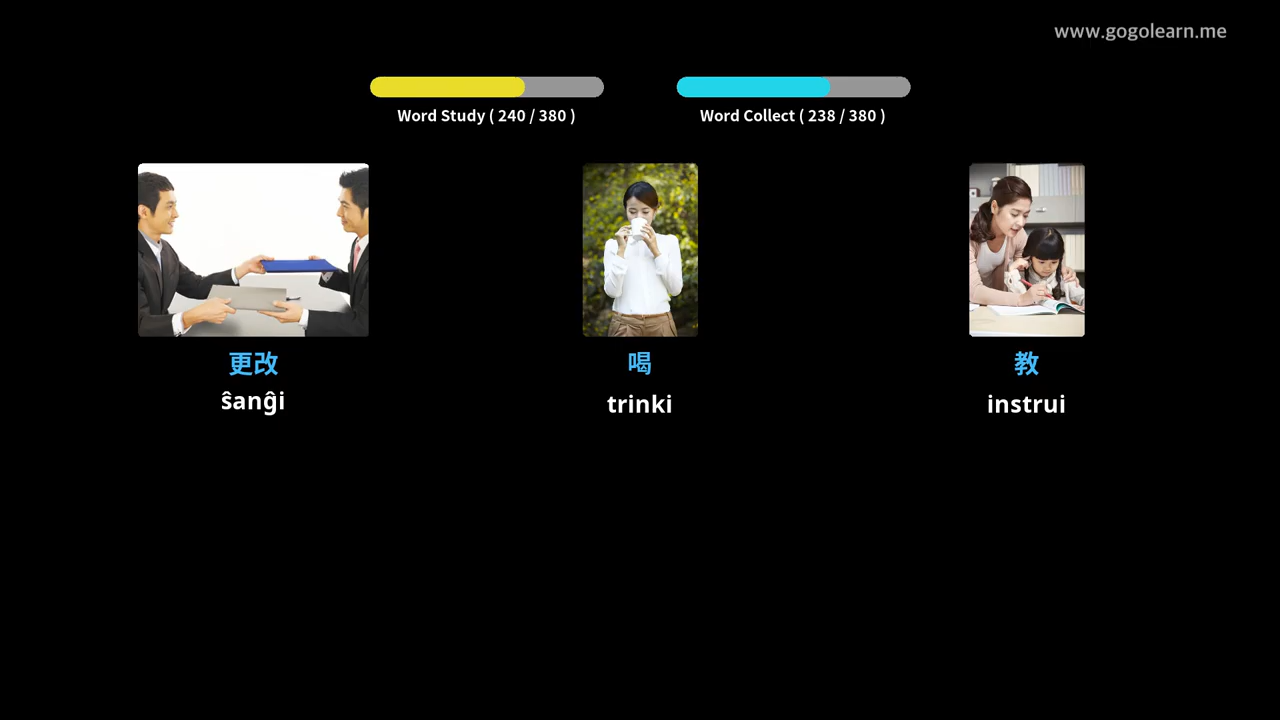 www.gogolearn.me
Word Study ( 240 / 380 )
Word Collect ( 238 / 380 )
更改
喝
教
ŝanĝi
trinki
instrui